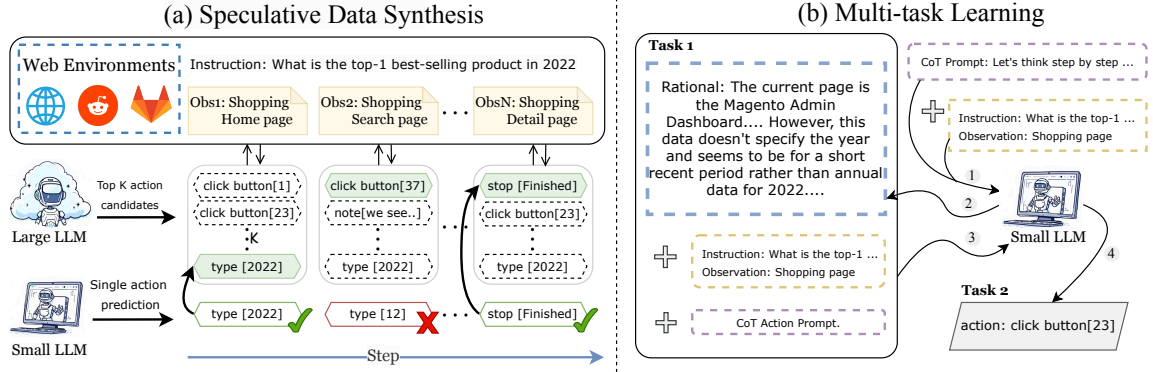 (a) Speculative Data Synthesis
Web Environments
Instruction: What is the top-1 best-selling product in 2022
Obs1: Shopping
Home page
Obs2: Shopping
Search page
...
ObsN: Shopping
Detail page
Large LLM
Top K action
candidates
click button[1]
click button[23]
K
type [2022]
click button[37]
note[we see..]
type [2022]
stop [Finished]
click button[23]
type [2022]
Small LLM
Single action
prediction
type [2022]
type [12]
...
stop [Finished]
Step
(b) Multi-task Learning
Task 1
Rational: The current page is
the Magento Admin
Dashboard.... However, this
data doesn't specify the year
and seems to be for a short
recent period rather than annual
data for 2022....
Instruction: What is the top-1 ...
Observation: Shopping page
CoT Action Prompt.
CoT Prompt: Let's think step by step ...
Instruction: What is the top-1 ...
Observation: Shopping page
1
2
3
4
Small LLM
Task 2
action: click button[23]